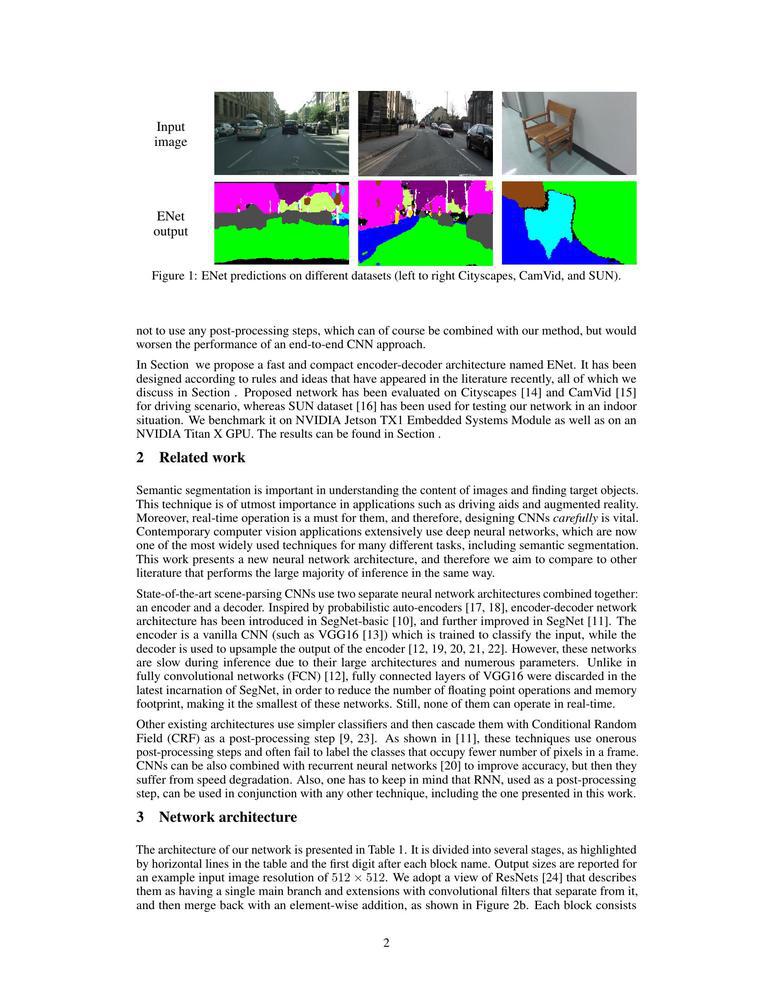 Input
image
ENet
output
Figure 1: ENet predictions on different datasets (left to right Cityscapes, CamVid, and SUN).
not to use any post-processing steps, which can of course be combined with our method, but would
worsen the performance of an end-to-end CNN approach.
In Section we propose a fast and compact encoder-decoder architecture named ENet. It has been
designed according to rules and ideas that have appeared in the literature recently, all of which we
discuss in Section . Proposed network has been evaluated on Cityscapes [14] and CamVid [15]
for driving scenario, whereas SUN dataset [16] has been used for testing our network in an indoor
situation. We benchmark it on NVIDIA Jetson TX1 Embedded Systems Module as well as on an
NVIDIA Titan X GPU. The results can be found in Section .
2 Related work
Semantic segmentation is important in understanding the content of images and finding target objects.
This technique is of utmost importance in applications such as driving aids and augmented reality.
Moreover, real-time operation is a must for them, and therefore, designing CNNs carefully is vital.
Contemporary computer vision applications extensively use deep neural networks, which are now
one of the most widely used techniques for many different tasks, including semantic segmentation.
This work presents a new neural network architecture, and therefore we aim to compare to other
literature that performs the large majority of inference in the same way.
State-of-the-art scene-parsing CNNs use two separate neural network architectures combined together:
an encoder and a decoder. Inspired by probabilistic auto-encoders [17, 18], encoder-decoder network
architecture has been introduced in SegNet-basic [10], and further improved in SegNet [11]. The
encoder is a vanilla CNN (such as VGG16 [13]) which is trained to classify the input, while the
decoder is used to upsample the output of the encoder [12, 19, 20, 21, 22]. However, these networks
are slow during inference due to their large architectures and numerous parameters. Unlike in
fully convolutional networks (FCN) [12], fully connected layers of VGG16 were discarded in the
latest incarnation of SegNet, in order to reduce the number of floating point operations and memory
footprint, making it the smallest of these networks. Still, none of them can operate in real-time.
Other existing architectures use simpler classifiers and then cascade them with Conditional Random
Field (CRF) as a post-processing step [9, 23]. As shown in [11], these techniques use onerous
post-processing steps and often fail to label the classes that occupy fewer number of pixels in a frame.
CNNs can be also combined with recurrent neural networks [20] to improve accuracy, but then they
suffer from speed degradation. Also, one has to keep in mind that RNN, used as a post-processing
step, can be used in conjunction with any other technique, including the one presented in this work.
3 Network architecture
The architecture of our network is presented in Table 1. It is divided into several stages, as highlighted
by horizontal lines in the table and the first digit after each block name. Output sizes are reported for
an example input image resolution of 512 × 512. We adopt a view of ResNets [24] that describes
them as having a single main branch and extensions with convolutional filters that separate from it,
and then merge back with an element-wise addition, as shown in Figure 2b. Each block consists
2